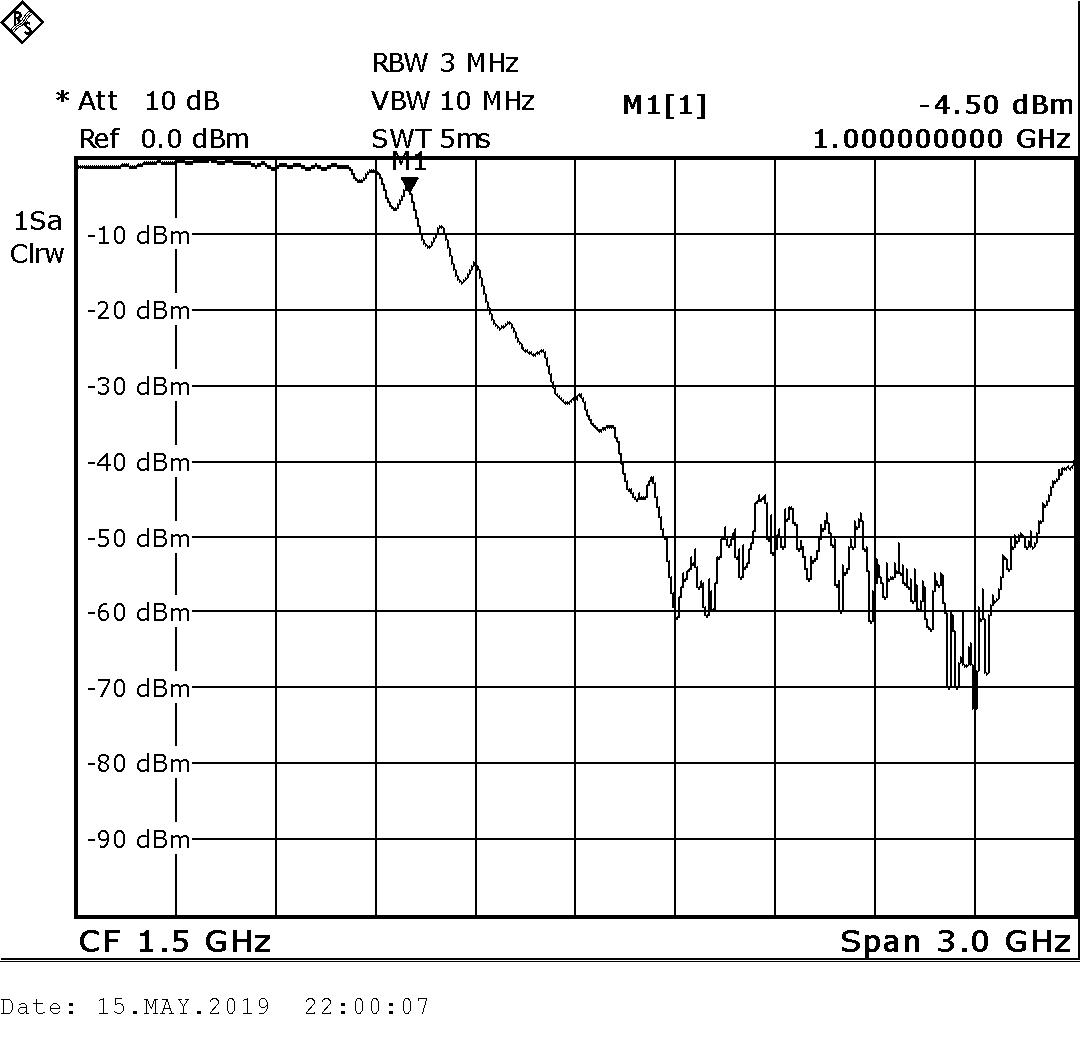 R S
RBW 3 MHz
* Att 10 dB VBW 10 MHz M1[1] -4.50 dBm
Ref 0.0 dBm SWT 5ms 1.000000000 GHz
M1
1Sa
Clrw
-10 dBm
-20 dBm
-30 dBm
-40 dBm
-50 dBm
-60 dBm
-70 dBm
-80 dBm
-90 dBm
CF 1.5 GHz Span 3.0 GHz
Date: 15.MAY.2019 22:00:07